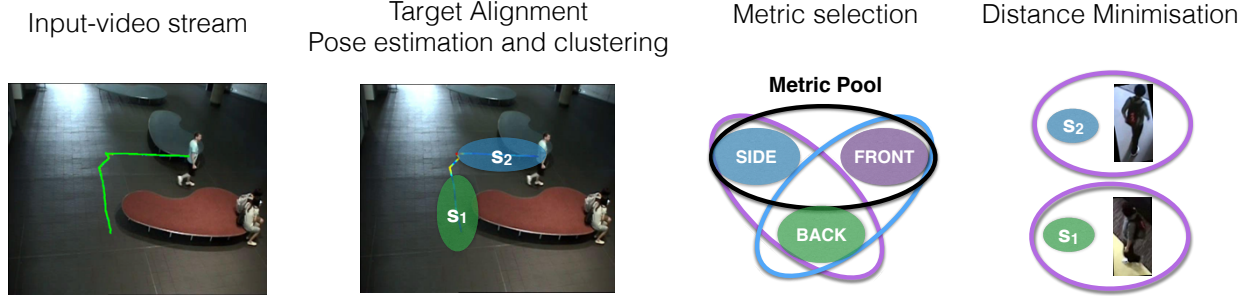 Input-video stream
Target Alignment
Pose estimation and clustering
Metric selection
Distance Minimisation
S₂
S₁
Metric Pool
SIDE
FRONT
BACK
S₂
S₁